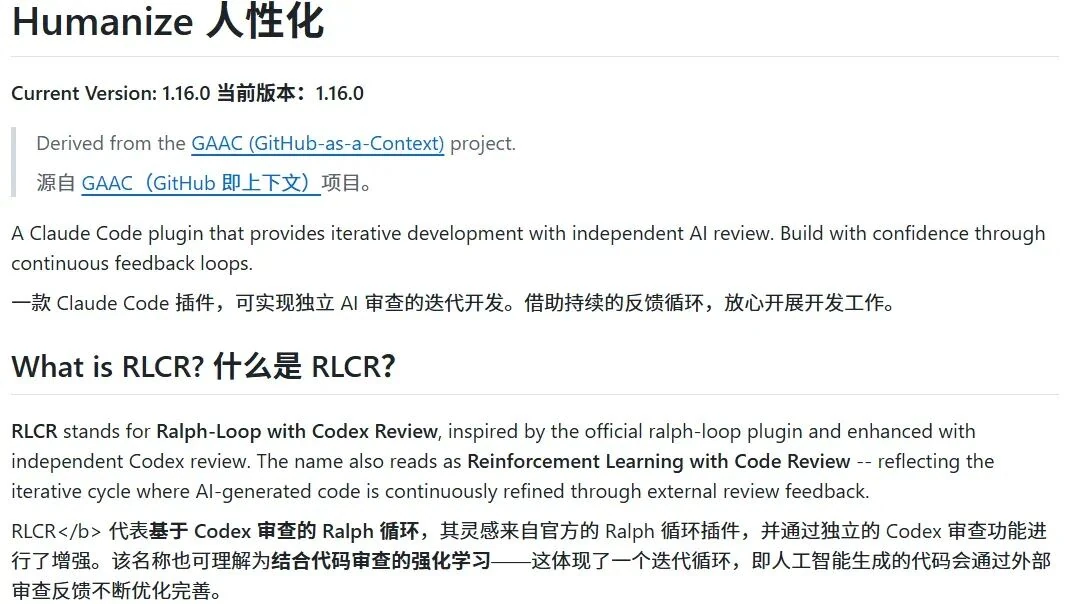 Humanize 人性化
Current Version: 1.16.0 当前版本：1.16.0
Derived from the GAAC (GitHub-as-a-Context) project.
源自 GAAC（GitHub 即上下文）项目。
A Claude Code plugin that provides iterative development with independent AI review. Build with confidence through
continuous feedback loops.
一款 Claude Code 插件，可实现独立 AI 审查的迭代开发。借助持续的反馈循环，放心开展开发工作。
What is RLCR? 什么是 RLCR?
RLCR stands for Ralph-Loop with Codex Review, inspired by the official ralph-loop plugin and enhanced with
independent Codex review. The name also reads as Reinforcement Learning with Code Review -- reflecting the
iterative cycle where AI-generated code is continuously refined through external review feedback.
RLCR</b> 代表基于 Codex 审查的 Ralph 循环，其灵感来自官方的 Ralph 循环插件，并通过独立的 Codex 审查功能进
行了增强。该名称也可理解为结合代码审查的强化学习——这体现了一个迭代循环，即人工智能生成的代码会通过外部
审查反馈不断优化完善。